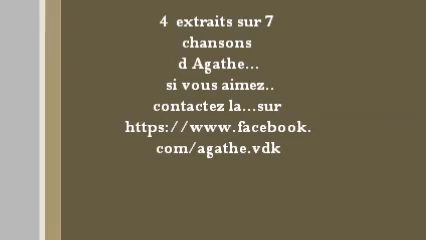 4 extraits sur 7
chansons
d Agathe...
si vous aimez..
contactez la...sur
https://www.facebook.
com/agathe.vdk